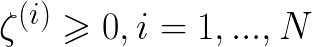 ζ^{(i)} ⩾ 0, i = 1, ..., N